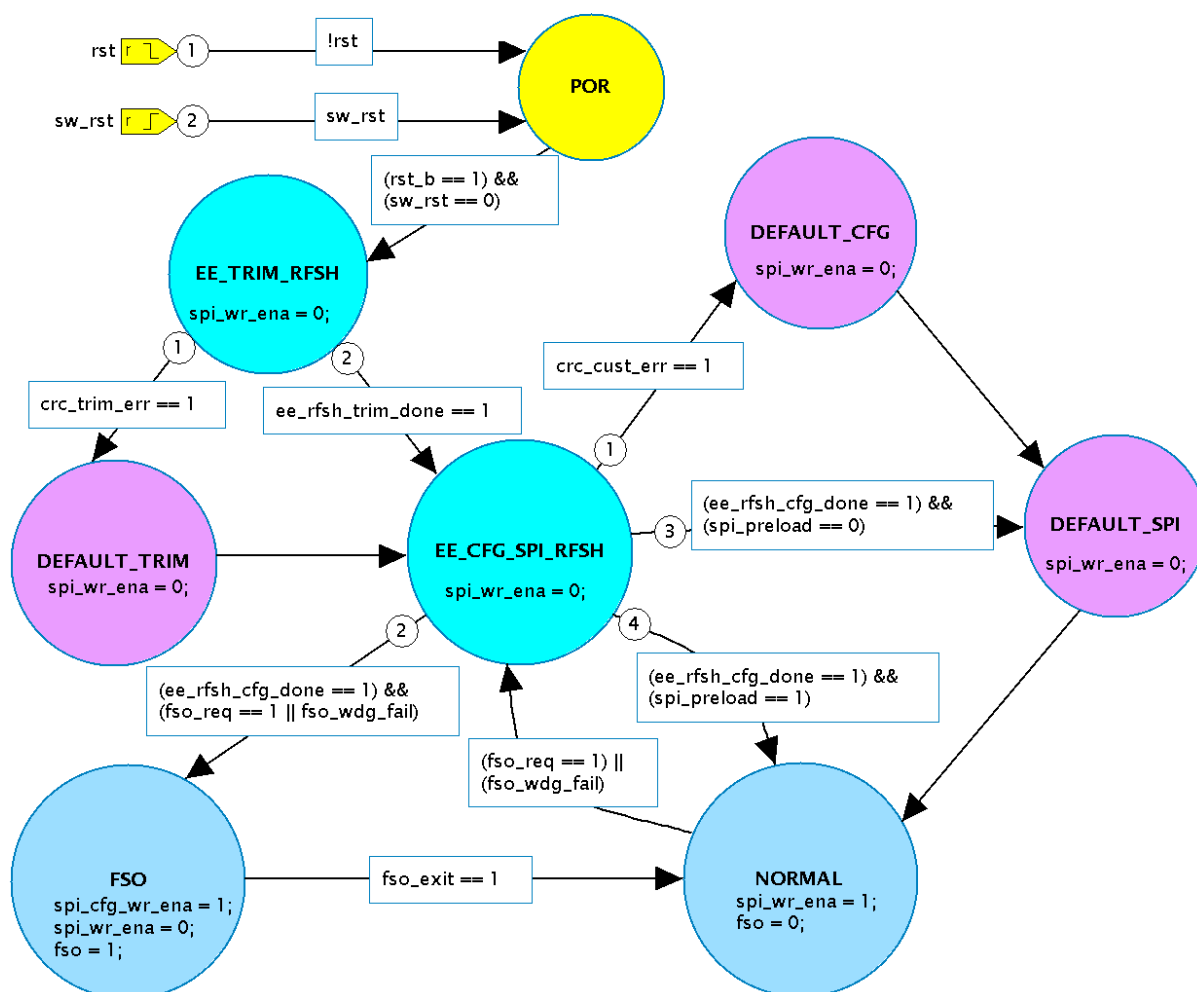 rst
r
1
!rst
sw_rst
r
2
sw_rst
POR
(rst_b == 1) &&
(sw_rst == 0)
EE_TRIM_RFSH
spi_wr_ena = 0;
DEFAULT_CFG
spi_wr_ena = 0;
1
2
crc_trim_err == 1
ee_rfsh_trim_done == 1
crc_cust_err == 1
1
DEFAULT_TRIM
spi_wr_ena = 0;
EE_CFG_SPI_RFSH
spi_wr_ena = 0;
3
(ee_rfsh_cfg_done == 1) &&
(spi_preload == 0)
DEFAULT_SPI
spi_wr_ena = 0;
2
4
(ee_rfsh_cfg_done == 1) &&
(fso_req == 1 || fso_wdg_fail)
(ee_rfsh_cfg_done == 1) &&
(spi_preload == 1)
(fso_req == 1) ||
(fso_wdg_fail)
FSO
spi_cfg_wr_ena = 1;
spi_wr_ena = 0;
fso = 1;
fso_exit == 1
NORMAL
spi_wr_ena = 1;
fso = 0;